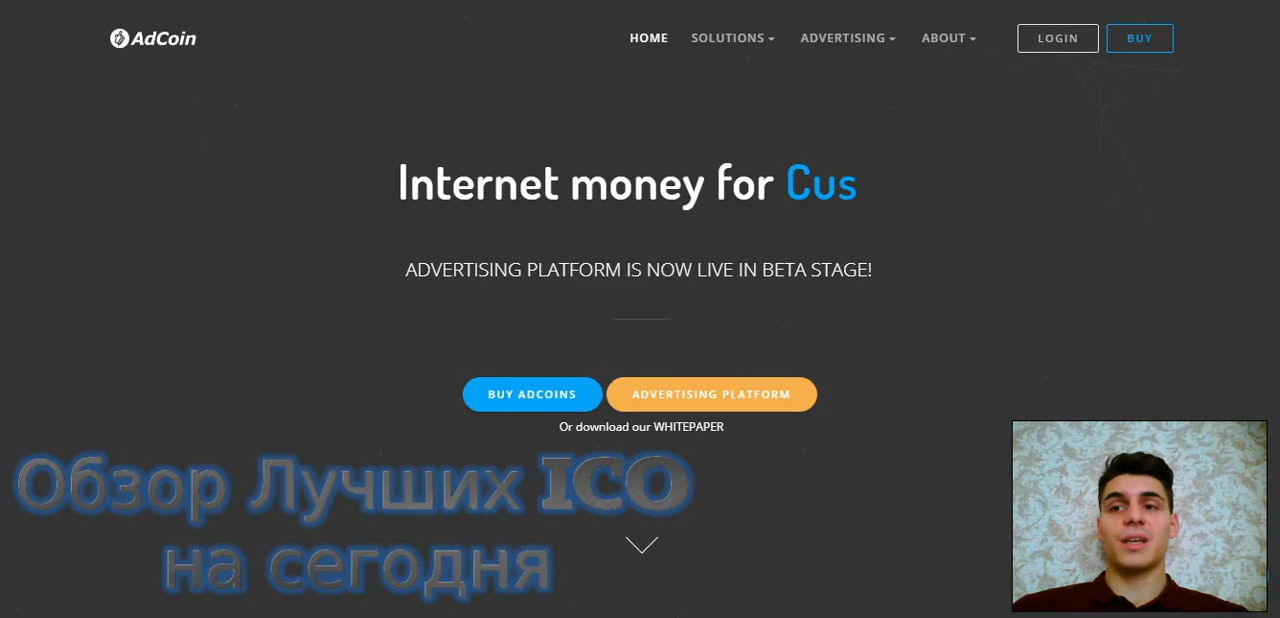 AdCoin
HOME SOLUTIONS ADVERTISING ABOUT LOGIN BUY
Internet money for Cus
ADVERTISING PLATFORM IS NOW LIVE IN BETA STAGE!
BUY ADCOINS ADVERTISING PLATFORM
Or download our WHITEPAPER
Обзор Лучших ICO
на сегодня